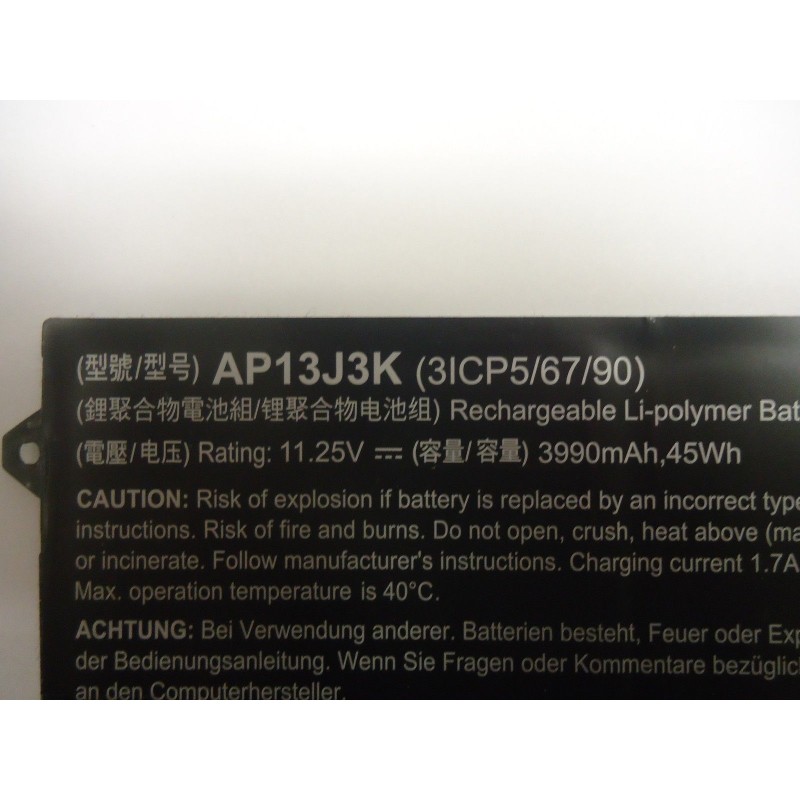 (型號/型号) AP13J3K (3ICP5/67/90)
(鋰聚合物電池組/锂聚合物电池组) Rechargeable Li-polymer Bat
(電壓/电压) Rating: 11.25V ⎓ (容量/容量) 3990mAh,45Wh
CAUTION: Risk of explosion if battery is replaced by an incorrect type
instructions. Risk of fire and burns. Do not open, crush, heat above (ma
or incinerate. Follow manufacturer's instructions. Charging current 1.7A
Max. operation temperature is 40°C.
ACHTUNG: Bei Verwendung anderer. Batterien besteht, Feuer oder Exp
der Bedienungsanleitung. Wenn Sie Fragen oder Kommentare bezüglic
an den Computerhersteller.